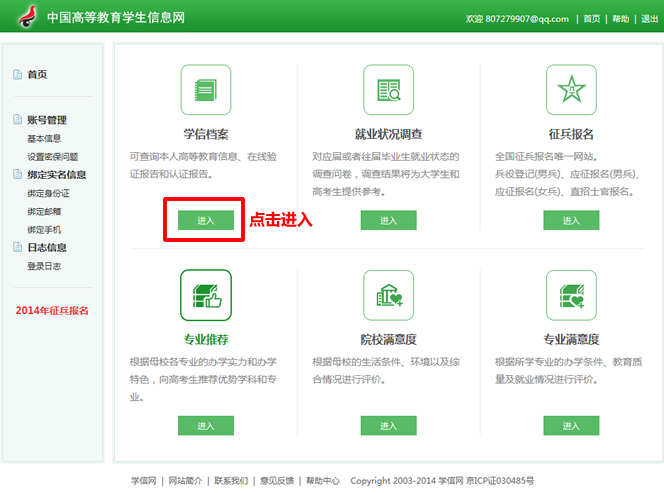 中国高等教育学生信息网
欢迎 807279907@qq.com | 首页 | 帮助 | 退出
首页
账号管理
基本信息
设置密保问题
绑定实名信息
绑定身份证
绑定邮箱
绑定手机
日志信息
登录日志
2014年征兵报名
学信档案
可查询本人高等教育信息、在线验
证报告和认证报告。
进入
点击进入
就业状况调查
对应届或者往届毕业生就业状态的
调查问卷，调查结果将为大学生和
高考生提供参考。
进入
征兵报名
全国征兵报名唯一网站。
兵役登记(男兵)、应征报名(男兵)、
应征报名(女兵)、直招士官报名。
进入
专业推荐
根据母校各专业的办学实力和办学
特色，向高考生推荐优势学科和专
业。
进入
院校满意度
根据母校的生活条件、环境以及综
合情况进行评价。
进入
专业满意度
根据所学专业的办学条件、教育质
量及就业情况进行评价。
进入
学信网 | 网站简介 | 联系我们 | 意见反馈 | 帮助中心 Copyright 2003-2014 学信网 京ICP证030485号